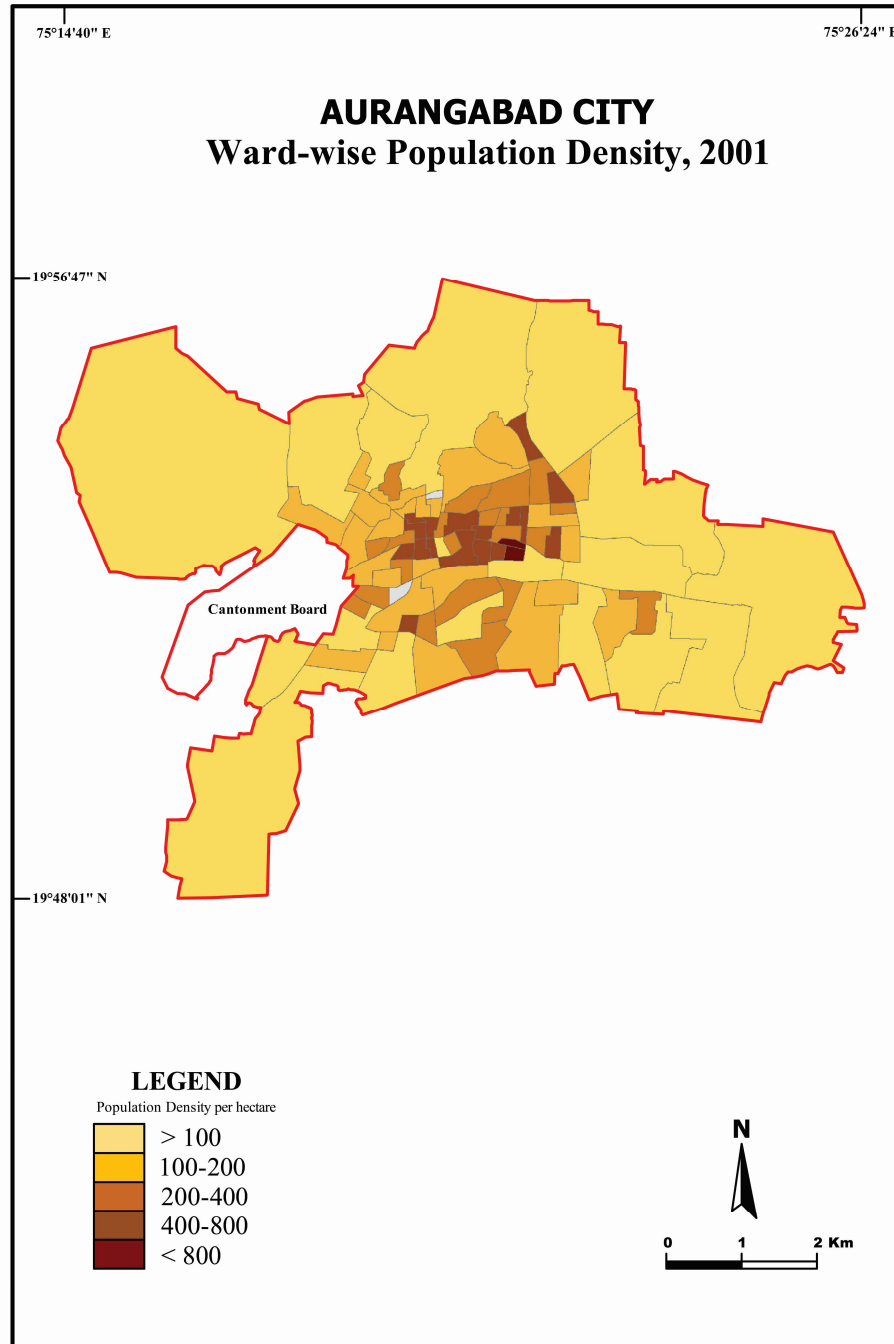 75°14'40" E
75°26'24" E
AURANGABAD CITY
Ward-wise Population Density, 2001
19°56'47" N
Cantonment Board
19°48'01" N
LEGEND
Population Density per hectare
> 100
100-200
200-400
400-800
< 800
N
0 1 2 Km